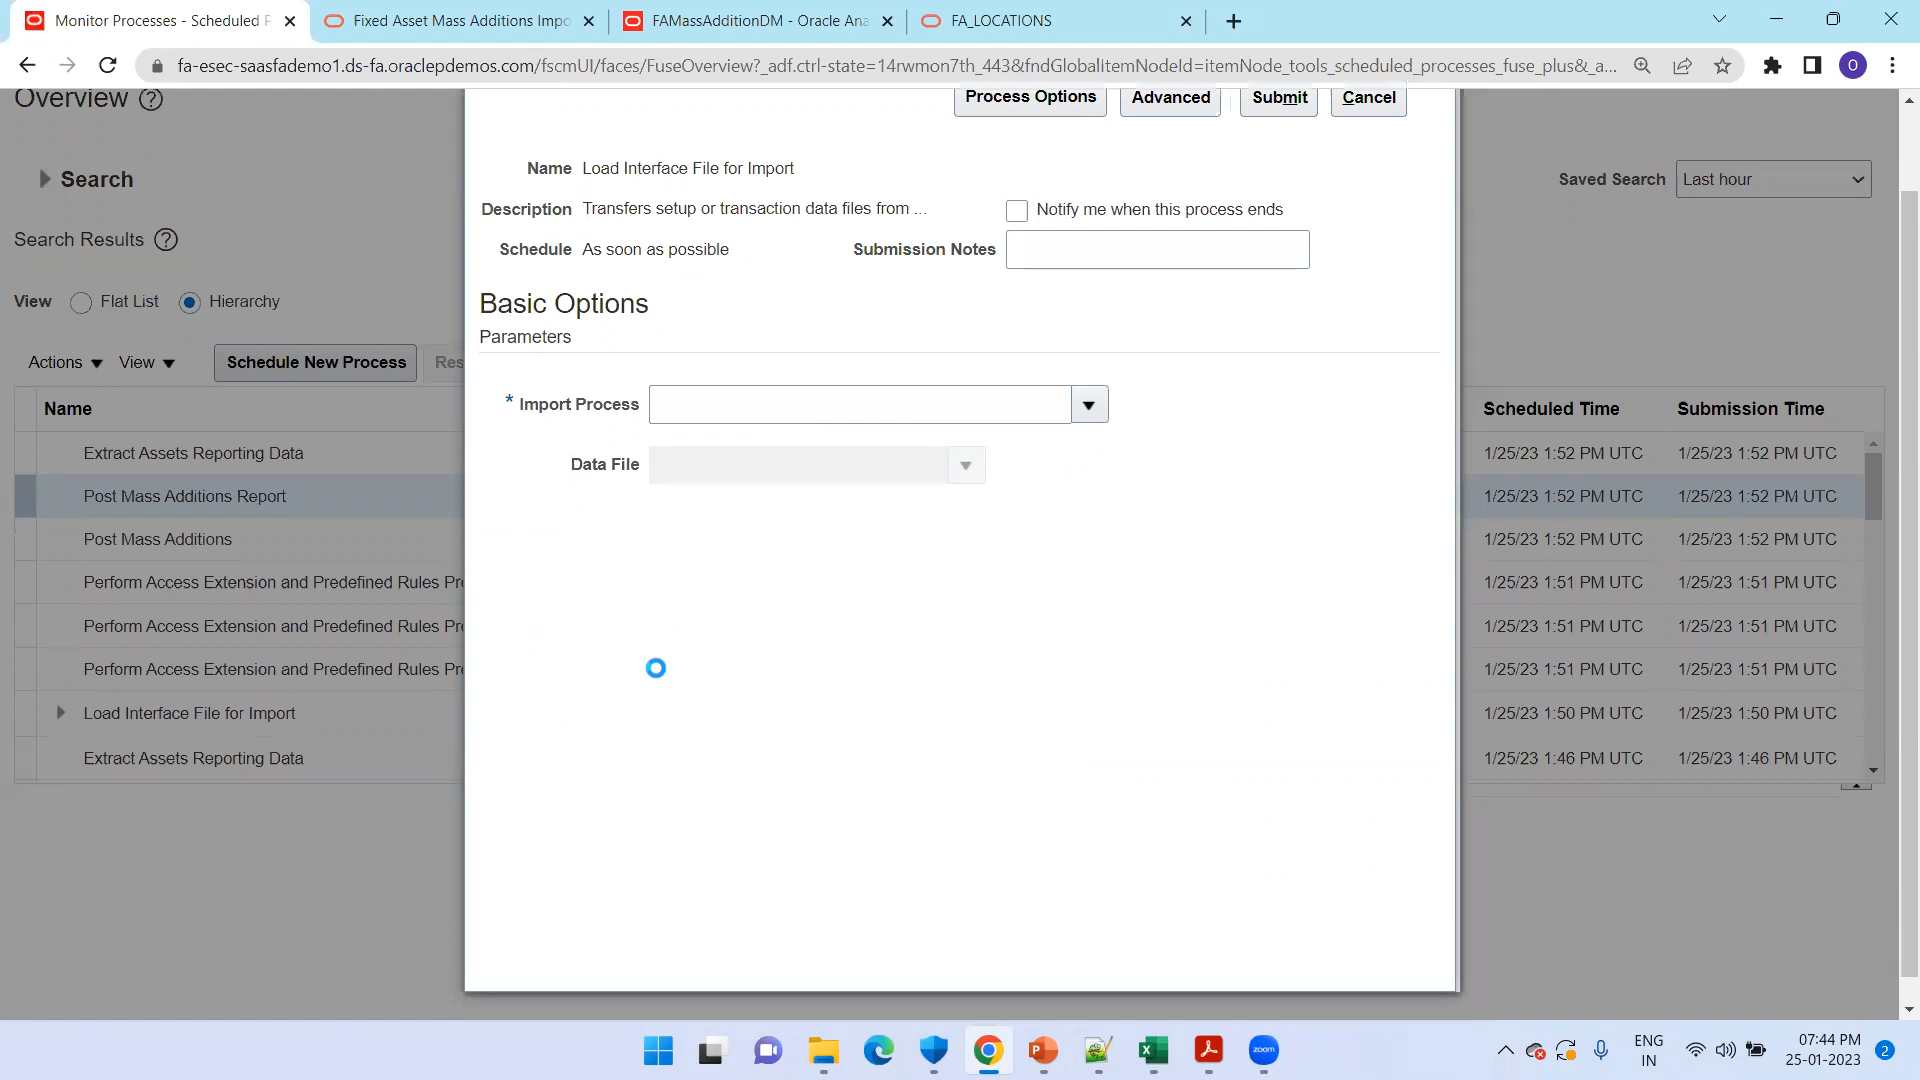 Monitor Processes - Scheduled P
Fixed Asset Mass Additions Impo
FAMassAdditionDM - Oracle Ana
FA_LOCATIONS
fa-esec-saasfademo1.ds-fa.oraclepdemos.com/fscmUI/faces/FuseOverview?_adf.ctrl-state=14rwmon7th_443&fndGlobalItemNodeId=itemNode_tools_scheduled_processes_fuse_plus&_a...
O
Overview ?
Process Options Advanced Submit Cancel
Name Load Interface File for Import
Search
Saved Search Last hour
Description Transfers setup or transaction data files from ... Notify me when this process ends
Search Results ?
Schedule As soon as possible Submission Notes
View Flat List Hierarchy
Basic Options
Parameters
Actions View Schedule New Process Res
Import Process
* 
Name Scheduled Time Submission Time
Extract Assets Reporting Data 1/25/23 1:52 PM UTC 1/25/23 1:52 PM UTC
Data File
Post Mass Additions Report 1/25/23 1:52 PM UTC 1/25/23 1:52 PM UTC
Post Mass Additions 1/25/23 1:52 PM UTC 1/25/23 1:52 PM UTC
Perform Access Extension and Predefined Rules Pr 1/25/23 1:51 PM UTC 1/25/23 1:51 PM UTC
Perform Access Extension and Predefined Rules Pr 1/25/23 1:51 PM UTC 1/25/23 1:51 PM UTC
Perform Access Extension and Predefined Rules Pr 1/25/23 1:51 PM UTC 1/25/23 1:51 PM UTC
Load Interface File for Import 1/25/23 1:50 PM UTC 1/25/23 1:50 PM UTC
Extract Assets Reporting Data 1/25/23 1:46 PM UTC 1/25/23 1:46 PM UTC
zoom
ENG
IN
07:44 PM
25-01-2023
2